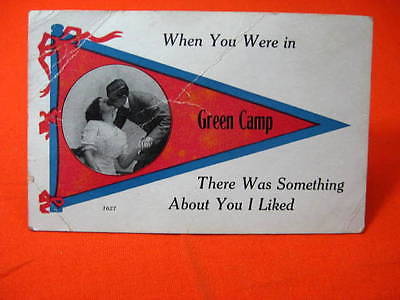 When You Were in
Green Camp
There Was Something
About You I Liked
1627